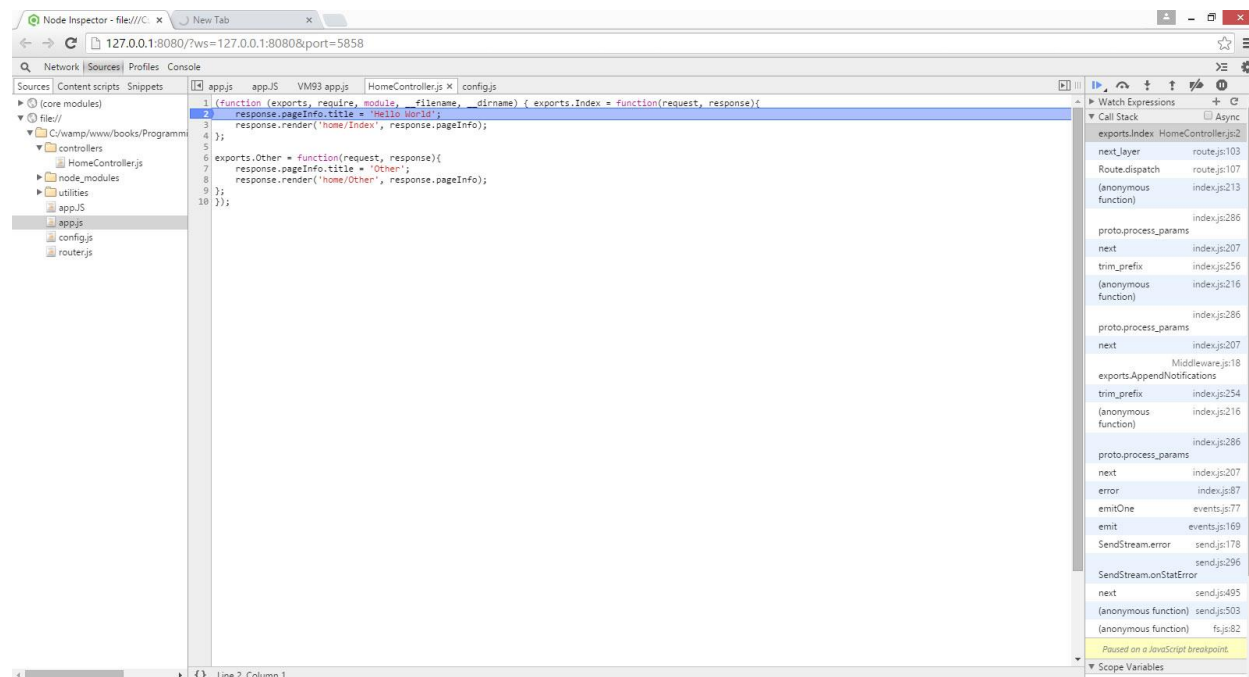 Node Inspector - file:///C:
New Tab
127.0.0.1:8080/?ws=127.0.0.1:8080&port=5858
Network Sources Profiles Console
Sources Content scripts Snippets
app.js app.JS VM93 app.js HomeController.js config.js
(core modules)
file://
C:/wamp/www/books/Programmi
controllers
HomeController.js
node_modules
utilities
app.JS
app.js
config.js
router.js
1 (function (exports, require, module, __filename, __dirname) { exports.Index = function(request, response){
2 response.pageInfo.title = 'Hello World';
3 response.render('home/Index', response.pageInfo);
4 };
5
6 exports.Other = function(request, response){
7 response.pageInfo.title = 'Other';
8 response.render('home/Other', response.pageInfo);
9 };
10 });
{} Line 2, Column 1
Watch Expressions
Call Stack Async
exports.Index HomeController.js:2
next_layer route.js:103
Route.dispatch route.js:107
(anonymous index.js:213
function)
index.js:286
proto.process_params
next index.js:207
trim_prefix index.js:256
(anonymous index.js:216
function)
index.js:286
proto.process_params
next index.js:207
Middleware.js:18
exports.AppendNotifications
trim_prefix index.js:254
(anonymous index.js:216
function)
index.js:286
proto.process_params
next index.js:207
error index.js:87
emitOne events.js:77
emit events.js:169
SendStream.error send.js:178
send.js:296
SendStream.onStatError
next send.js:495
(anonymous function) send.js:503
(anonymous function) fs.js:82
Paused on a JavaScript breakpoint.
Scope Variables